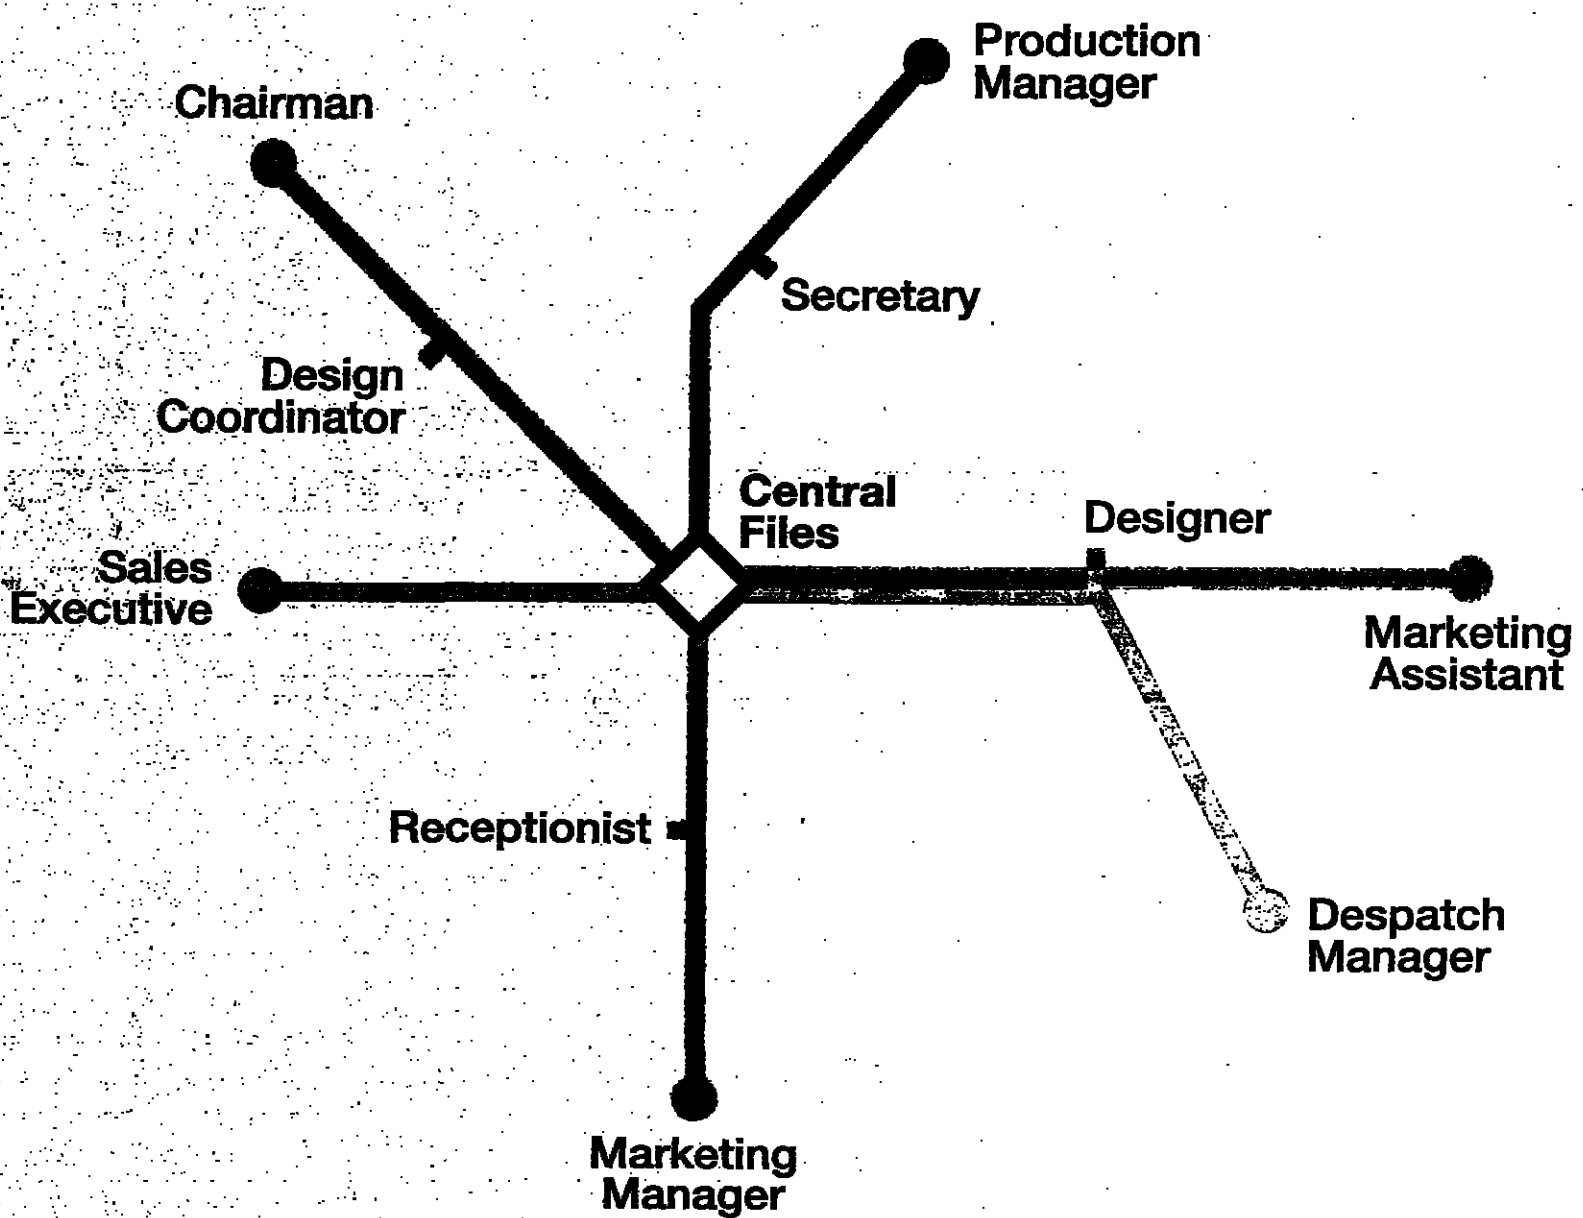 Production
Manager
Chairman
Secretary
Design
Coordinator
Central
Files
Designer
Sales
Executive
Marketing
Assistant
Receptionist
Despatch
Manager
Marketing
Manager